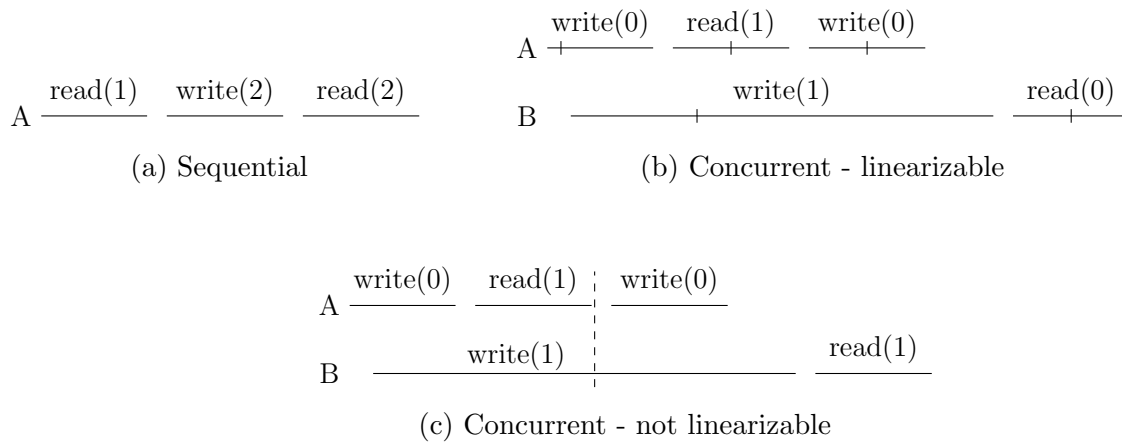 A read(1) write(2) read(2)
(a) Sequential
A write(0) read(1) write(0)
B write(1) read(0)
(b) Concurrent - linearizable
A write(0) read(1) write(0)
B write(1) read(1)
(c) Concurrent - not linearizable